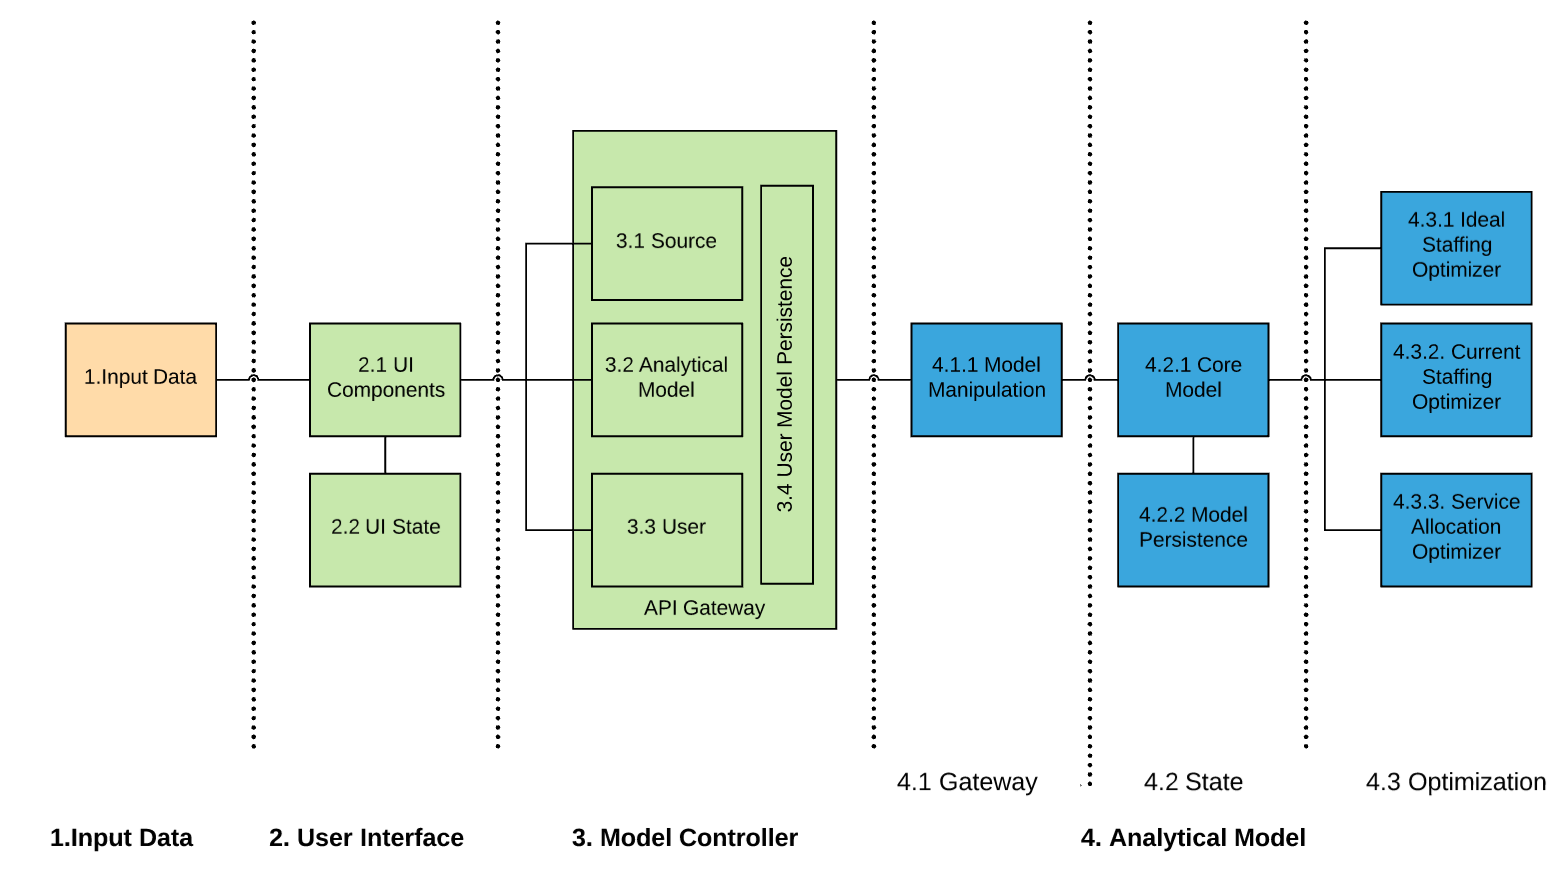 1.Input Data
2.1 UI
Components
2.2 UI State
3.1 Source
3.2 Analytical
Model
3.3 User
3.4 User Model Persistence
API Gateway
4.1.1 Model
Manipulation
4.2.1 Core
Model
4.2.2 Model
Persistence
4.3.1 Ideal
Staffing
Optimizer
4.3.2. Current
Staffing
Optimizer
4.3.3. Service
Allocation
Optimizer
4.1 Gateway
4.2 State
4.3 Optimization
1.Input Data
2. User Interface
3. Model Controller
4. Analytical Model